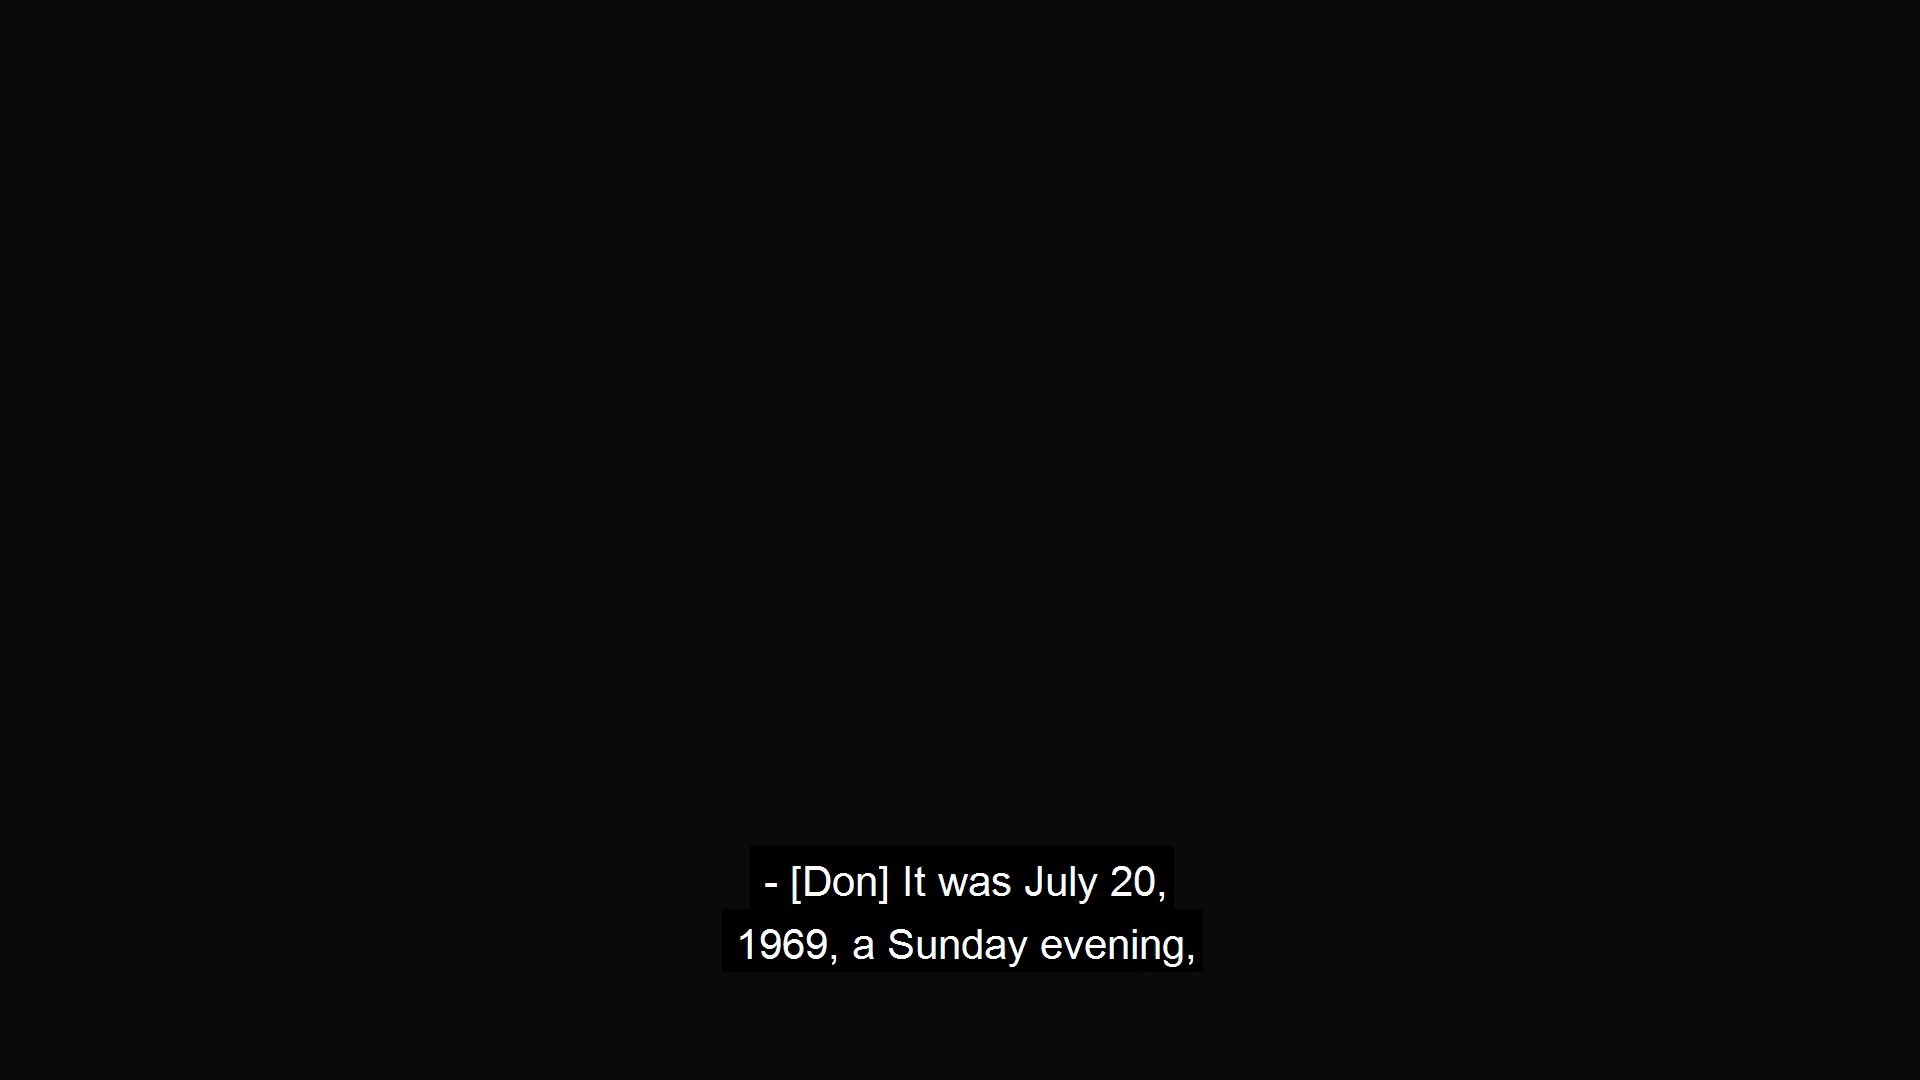 - [Don] It was July 20,
1969, a Sunday evening,